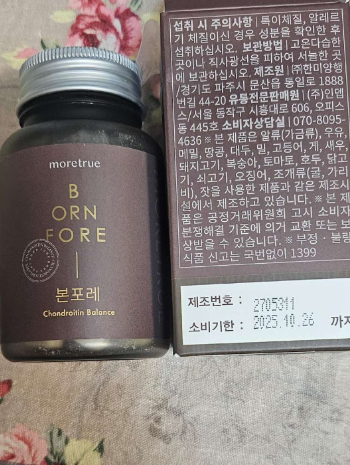 moretrue
B
ORN
FORE
본포레
Chondroitin Balance
섭취 시 주의사항 | 특이체질, 알레르
기 체질이신 경우 성분을 확인한 후
섭취하십시오. 보관방법 | 고온다습한
곳이나 직사광선을 피하여 서늘한 곳
에 보관하십시오. 제조원 | (주)한미양행
/경기도 파주시 문산읍 통일로 1888
번길 44-20 유통전문판매원 | (주)인뎁
스/서울 동작구 시흥대로 606, 오피스
동 445호 소비자상담실 | 070-8095-
4636 ※ 본 제품은 알류(가금류), 우유,
메밀, 땅콩, 대두, 밀, 고등어, 게, 새우,
돼지고기, 복숭아, 토마토, 호두, 닭고
기, 쇠고기, 오징어, 조개류(굴, 가리
비), 잣을 사용한 제품과 같은 제조시
설에서 제조하고 있습니다. ※ 본 제
품은 공정거래위원회 고시 소비자
분쟁해결 기준에 의거 교환 또는 보
상받을 수 있습니다. ※ 부정·불량
식품 신고는 국번없이 1399
제조번호 : 2705311
소비기한 : 2025.10.26 까지